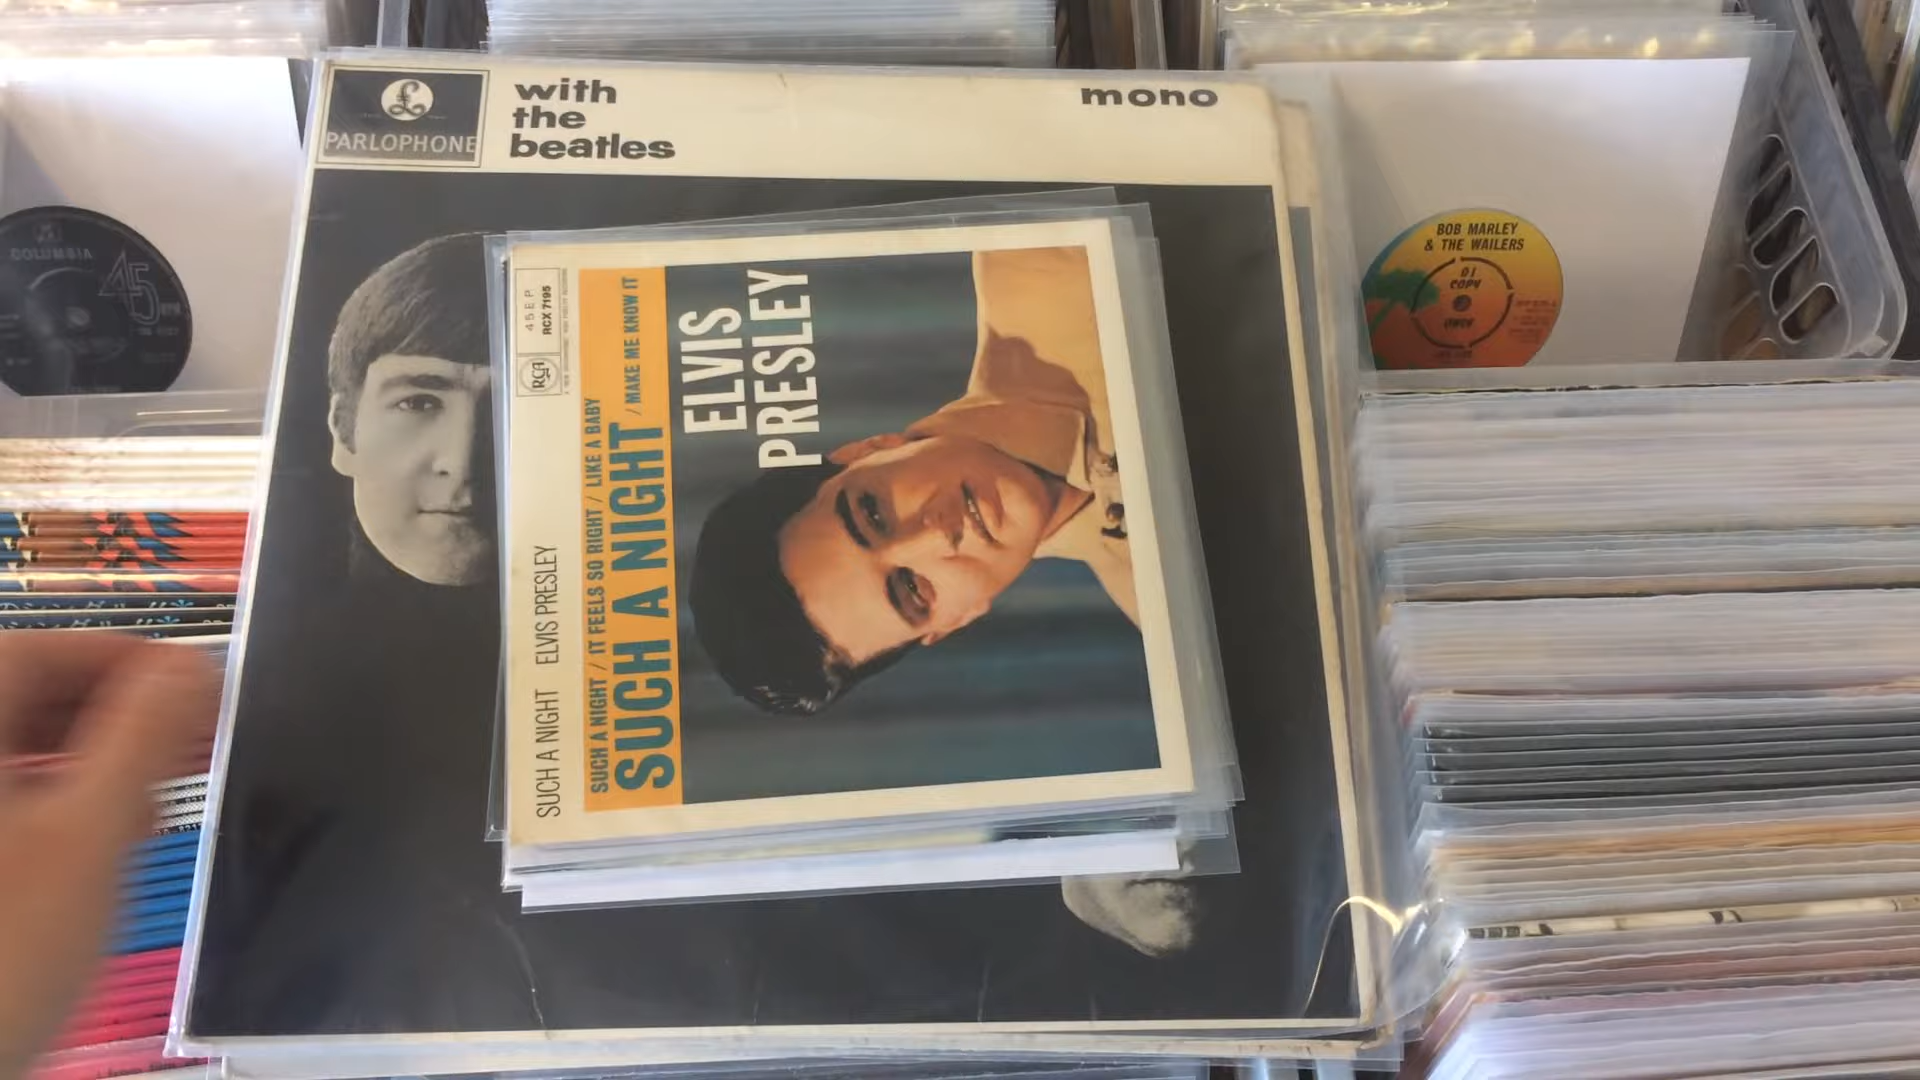 PARLOPHONE
with
the
beatles
mono
COLUMBIA
45
RPM
BOB MARLEY
& THE WAILERS
SUCH A NIGHT ELVIS PRESLEY
RCA
45 E.P.
RCX 7195
SUCH A NIGHT / IT FEELS SO RIGHT / LIKE A BABY
SUCH A NIGHT / MAKE ME KNOW IT
ELVIS
PRESLEY